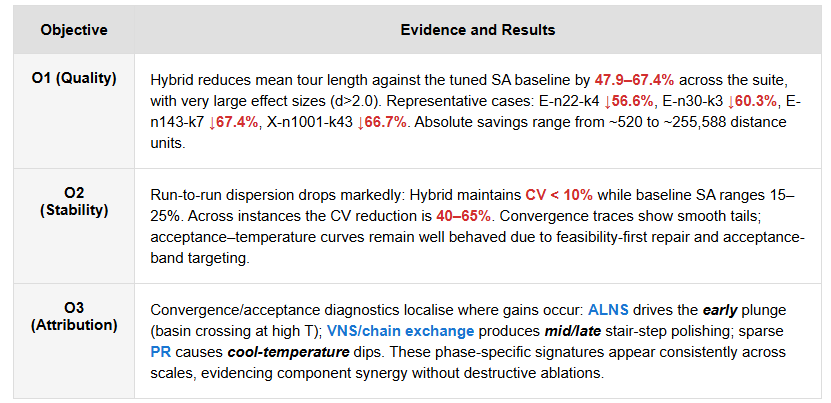 Objective
Evidence and Results
O1 (Quality)
Hybrid reduces mean tour length against the tuned SA baseline by 47.9–67.4% across the suite,
with very large effect sizes (d>2.0). Representative cases: E-n22-k4 ↓56.6%, E-n30-k3 ↓60.3%, E-
n143-k7 ↓67.4%, X-n1001-k43 ↓66.7%. Absolute savings range from ~520 to ~255,588 distance
units.
O2
(Stability)
Run-to-run dispersion drops markedly: Hybrid maintains CV < 10% while baseline SA ranges 15–
25%. Across instances the CV reduction is 40–65%. Convergence traces show smooth tails;
acceptance–temperature curves remain well behaved due to feasibility-first repair and acceptance-
band targeting.
O3
(Attribution)
Convergence/acceptance diagnostics localise where gains occur: ALNS drives the early plunge
(basin crossing at high T); VNS/chain exchange produces mid/late stair-step polishing; sparse
PR causes cool-temperature dips. These phase-specific signatures appear consistently across
scales, evidencing component synergy without destructive ablations.